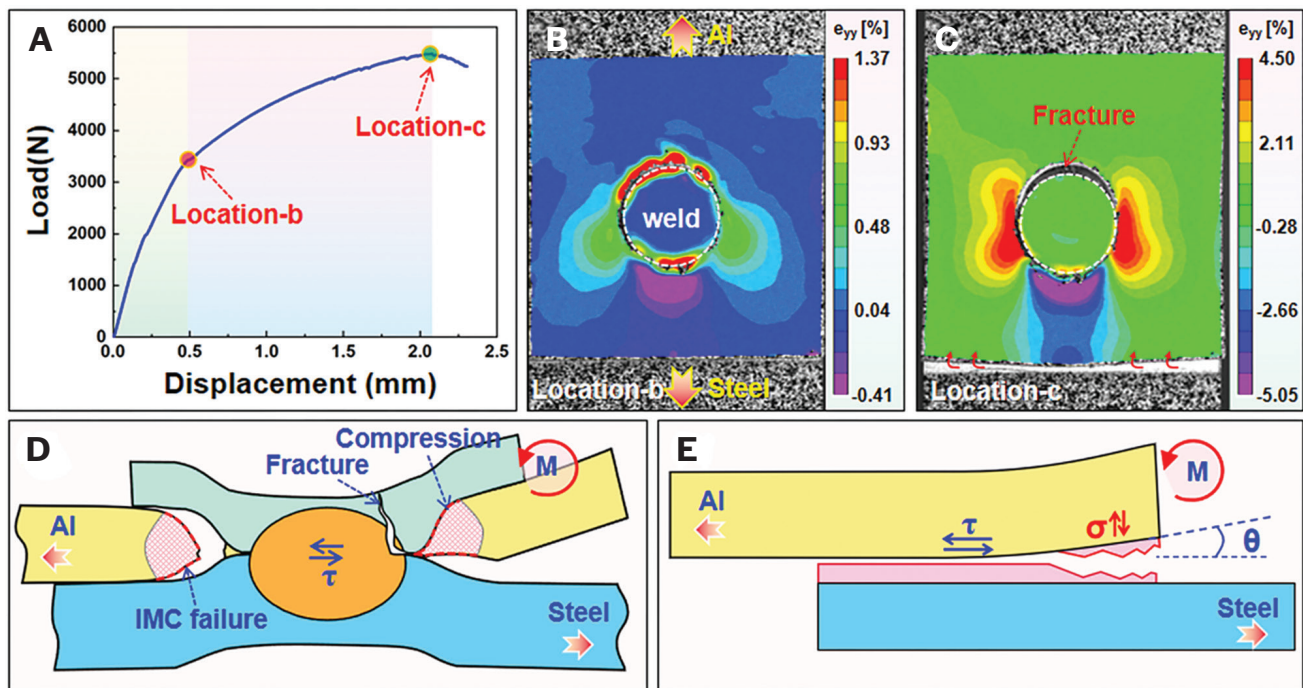 A
6000
5000
4000
3000
2000
1000
0
Load(N)
Location-c
Location-b
0.0 0.5 1.0 1.5 2.0 2.5
Displacement (mm)
B
Al
weld
Location-b
Steel
eyy [%]
1.37
0.93
0.48
0.04
-0.41
C
Fracture
Location-c
eyy [%]
4.50
2.11
-0.28
-2.66
-5.05
D
Compression
Fracture
M
Al
τ
IMC failure
Steel
E
M
Al
τ
σ
θ
Steel